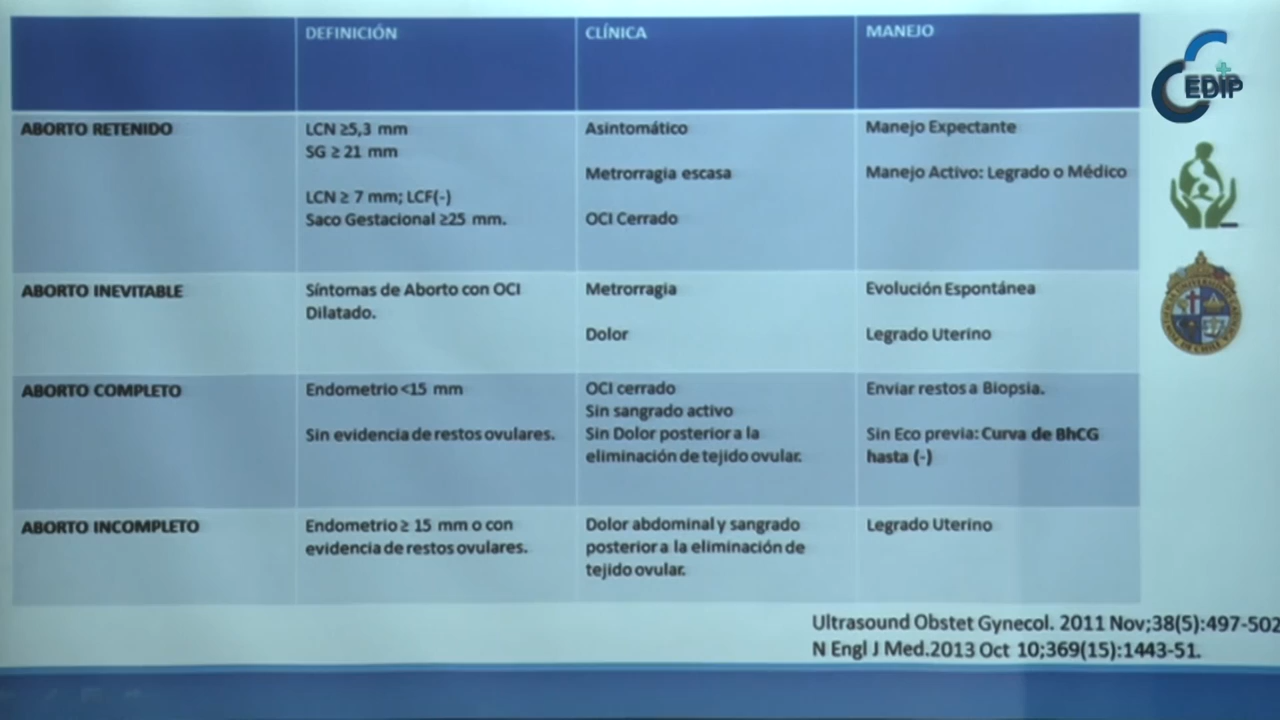 DEFINICIÓN
CLÍNICA
MANEJO
CEDIP
ABORTO RETENIDO
LCN ≥5,3 mm
SG ≥ 21 mm
LCN ≥ 7 mm; LCF(-)
Saco Gestacional ≥25 mm.
Asintomático
Metrorragia escasa
OCI Cerrado
Manejo Expectante
Manejo Activo: Legrado o Médico
ABORTO INEVITABLE
Síntomas de Aborto con OCI
Dilatado.
Metrorragia
Dolor
Evolución Espontánea
Legrado Uterino
ABORTO COMPLETO
Endometrio <15 mm
Sin evidencia de restos ovulares.
OCI cerrado
Sin sangrado activo
Sin Dolor posterior a la
eliminación de tejido ovular.
Enviar restos a Biopsia.
Sin Eco previa: Curva de BhCG
hasta (-)
ABORTO INCOMPLETO
Endometrio ≥ 15 mm o con
evidencia de restos ovulares.
Dolor abdominal y sangrado
posterior a la eliminación de
tejido ovular.
Legrado Uterino
Ultrasound Obstet Gynecol. 2011 Nov;38(5):497-502
N Engl J Med.2013 Oct 10;369(15):1443-51.